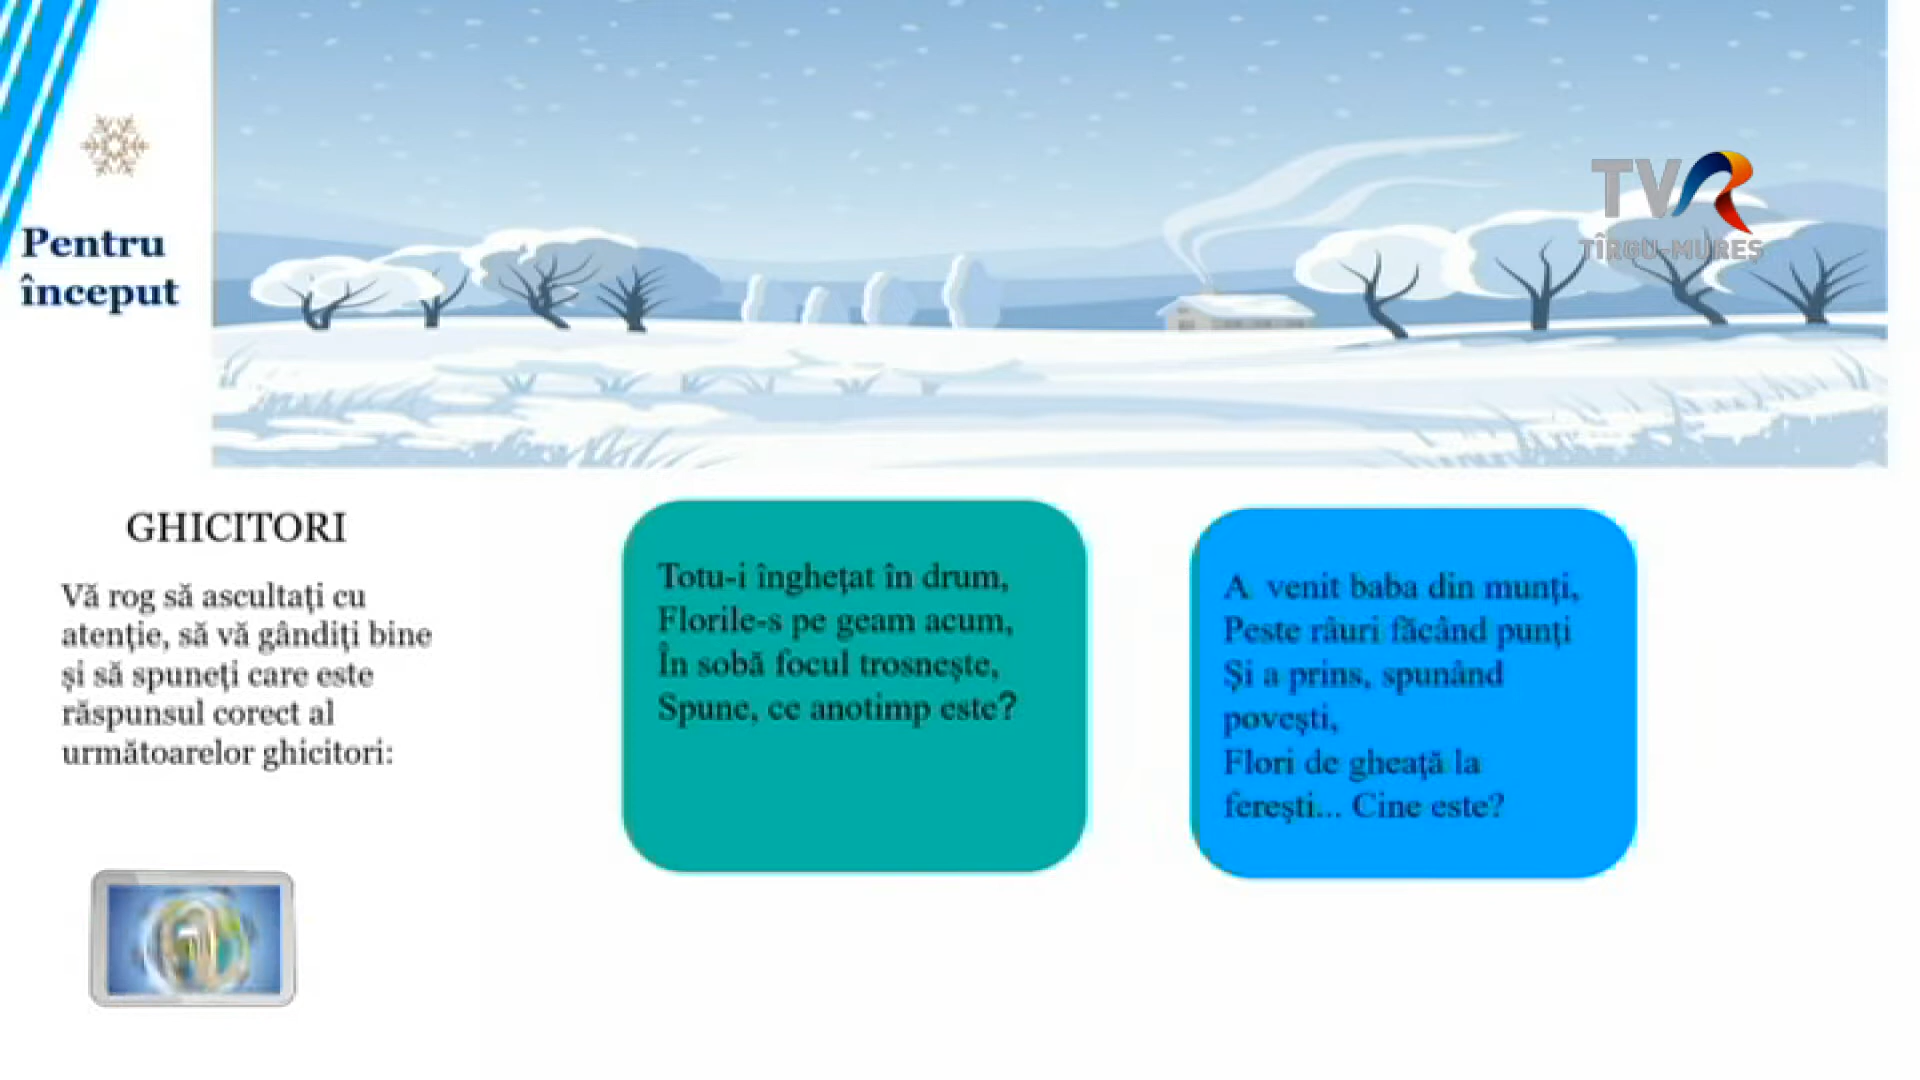 TVR
TÎRGU-MUREȘ
Pentru
început
GHICITORI
Vă rog să ascultați cu
atenție, să vă gândiți bine
și să spuneți care este
răspunsul corect al
următoarelor ghicitori:
Totu-i înghețat în drum,
Florile-s pe geam acum,
În sobă focul trosnește,
Spune, ce anotimp este?
A venit baba din munți,
Peste râuri făcând punți
Și a prins, spunând
povești,
Flori de gheață la
ferești... Cine este?